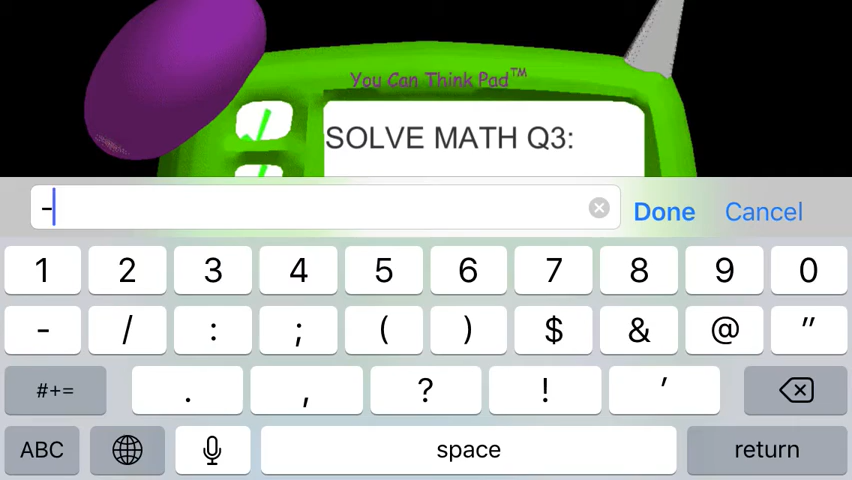 You Can Think Pad™
SOLVE MATH Q3:
-
Done Cancel
1 2 3 4 5 6 7 8 9 0
- / : ; ( ) $ & @ "
#+= . , ? ! '
ABC space return